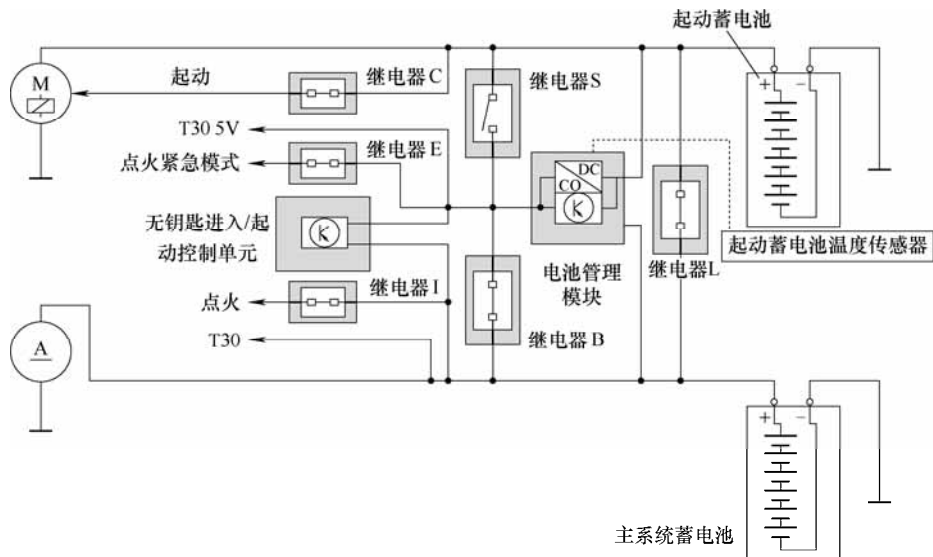 起动蓄电池
M
起动
继电器C
继电器S
+
−
T30 5V
点火紧急模式
继电器E
DC
CO
无钥匙进入/起
动控制单元
K
K
起动蓄电池温度传感器
电池管理
模块
继电器L
点火
继电器I
T30
继电器B
A
+
−
主系统蓄电池